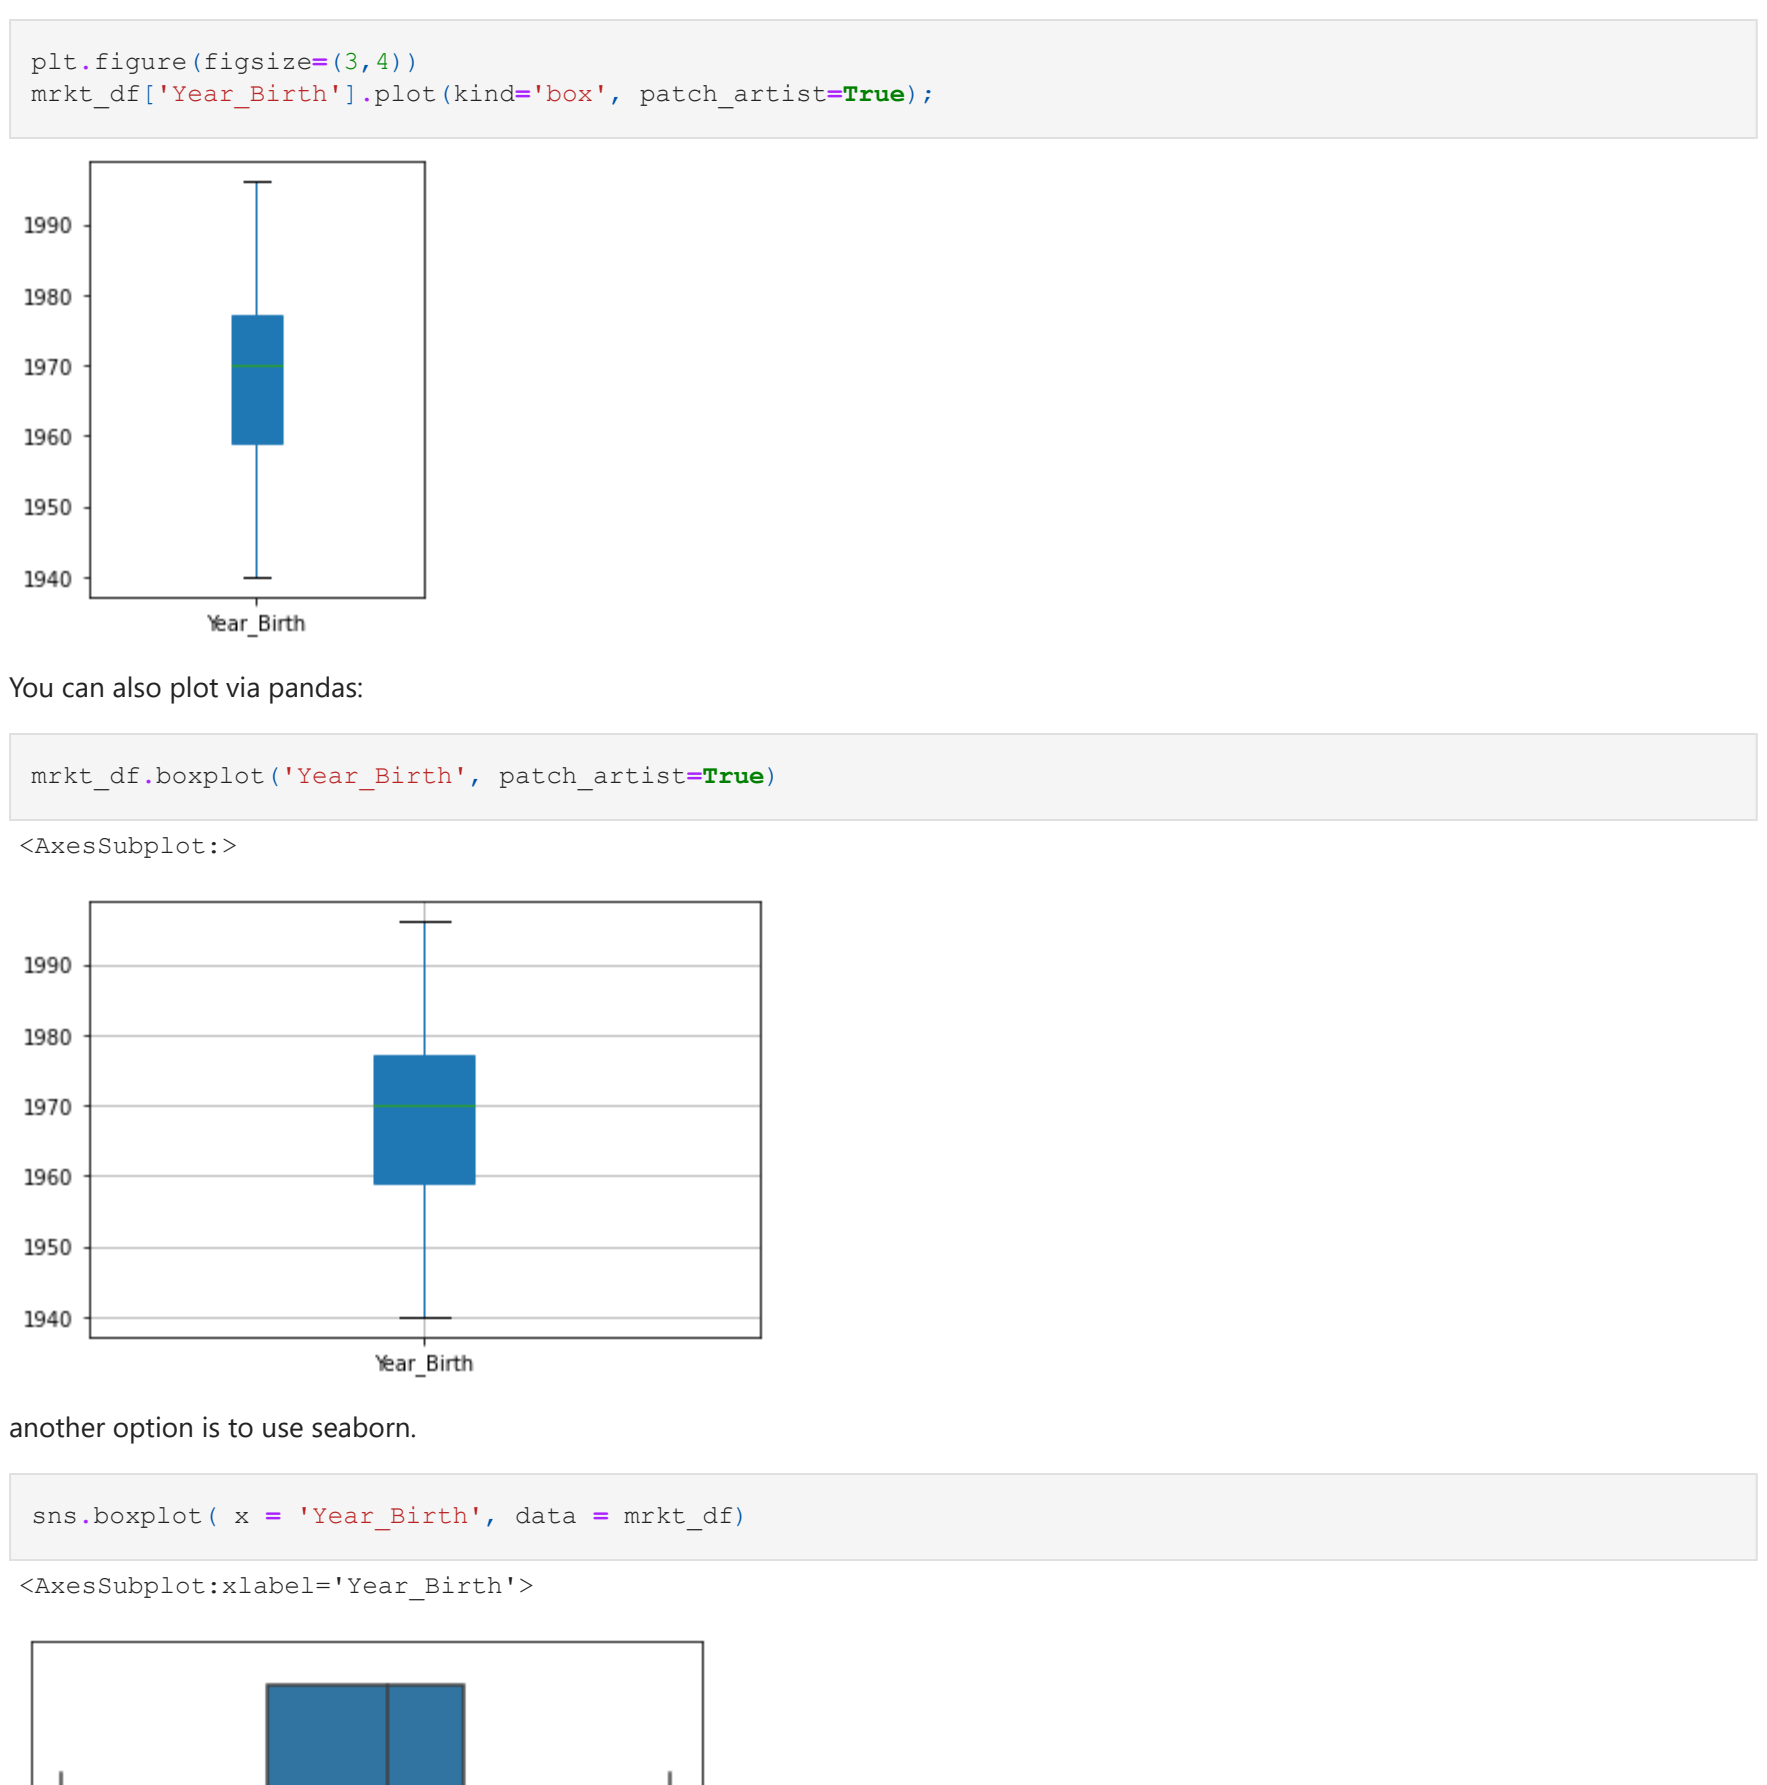 plt.figure(figsize=(3,4))
mrkt_df['Year_Birth'].plot(kind='box', patch_artist=True);
1990
1980
1970
1960
1950
1940
Year_Birth
You can also plot via pandas:
mrkt_df.boxplot('Year_Birth', patch_artist=True)
<AxesSubplot:>
1990
1980
1970
1960
1950
1940
Year_Birth
another option is to use seaborn.
sns.boxplot( x = 'Year_Birth', data = mrkt_df)
<AxesSubplot:xlabel='Year_Birth'>